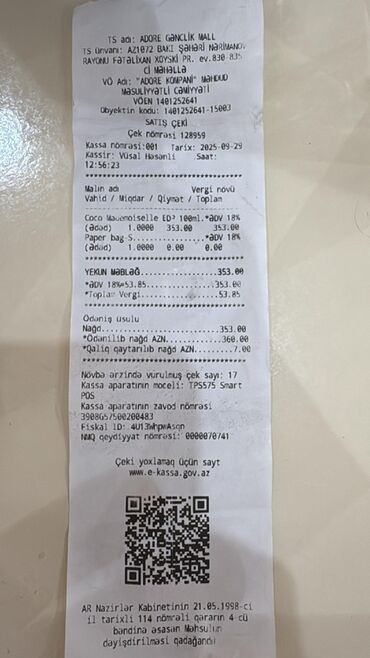 TS adı: ADORE GƏNCLİK MALL
TS ünvanı: AZ1072 BAKI ŞƏHƏRİ NƏRİMANOV
RAYONU FƏTƏLİXAN XOYSKİ PR. ev.830-835
Cİ MƏHƏLLƏ
VÖ Adı: "ADORE KOMPANİ" MƏHDUD
MƏSULİYYƏTLİ CƏMİYYƏTİ
VÖEN 1401252641
Obyektin kodu: 1401252641-15003
SATIŞ ÇEKİ
Çek nömrəsi 128959
Kassa nömrəsi:001 Tarix: 2025-09-29
Kassir: Vüsal Həsənli Saat:
12:56:23
Malın adı Vergi növü
Vahid / Miqdar / Qiymət / Toplam
Coco Mademoiselle EDP 100ml.*ƏDV 18%
(Ədəd) 1.0000 353.00 353.00
Paper bag S..............*ƏDV 18%
(Ədəd) 1.0000 0.00 0.00
YEKUN MƏBLƏĞ................353.00
*ƏDV 18%=53.85..............353.00
*Toplam Vergi................53.85
Ödəniş üsulu
Nağd........................353.00
*Ödənilib nağd AZN..........360.00
*Qalıq qaytarılıb nağd AZN....7.00
Növbə ərzində vurulmuş çek sayı: 17
Kassa aparatının modeli: TPS575 Smart
POS
Kassa aparatının zavod nömrəsi
3908G57500200483
Fiskal ID: 4U13WhpwAsqn
NMQ qeydiyyat nömrəsi: 0000070741
Çeki yoxlamaq üçün sayt
www.e-kassa.gov.az
AR Nazirlər Kabinetinin 21.05.1998-ci
il tarixli 114 nömrəli qərarın 4-cü
bəndinə əsasən Məhsulun
dəyişdirilməsi qadağandır